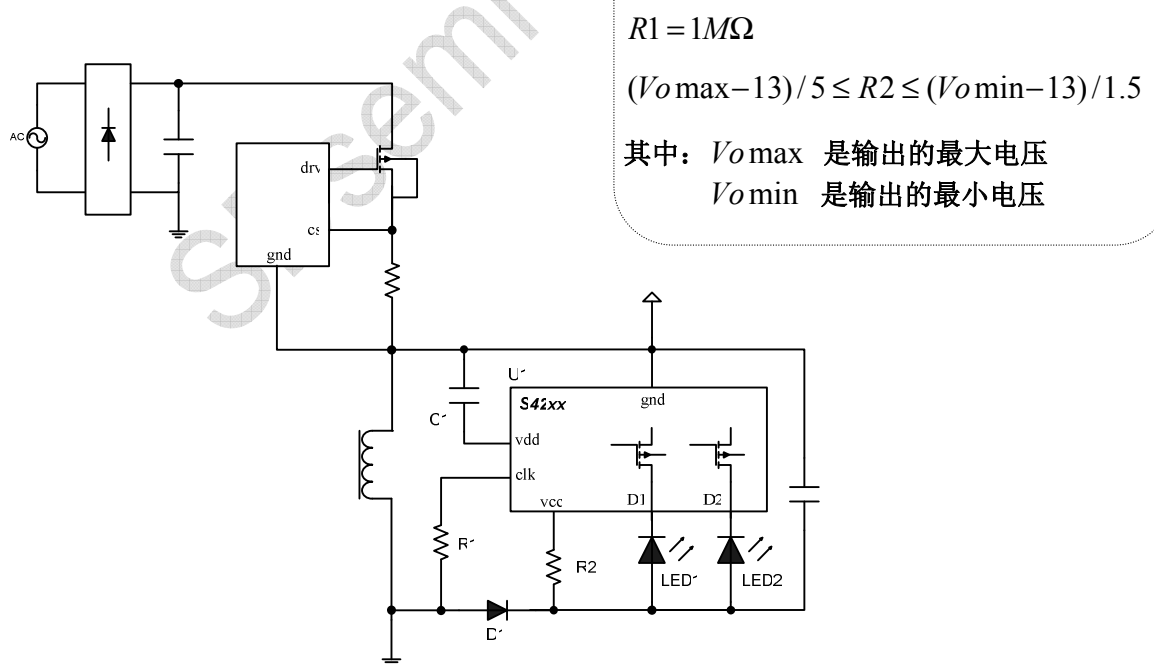 R1 = 1MΩ
(Vo max−13)/5 ≤ R2 ≤ (Vo min−13)/1.5
其中： Vo max 是输出的最大电压
Vo min 是输出的最小电压
AC
drv
cs
gnd
U1
S42xx
gnd
C1
vdd
clk
vcc
D1
D2
R1
R2
LED1
LED2
D1